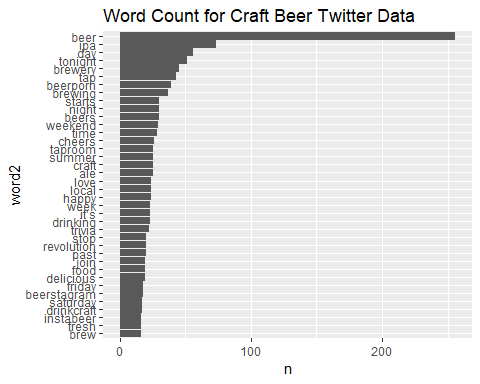 Word Count for Craft Beer Twitter Data
beer
ipa
day
tonight
brewery
tap
beerporn
brewing
starts
night
beers
weekend
time
cheers
taproom
summer
craft
ale
love
local
happy
week
it's
drinking
trivia
stop
revolution
past
join
food
delicious
friday
beerstagram
saturday
drinkcraft
instabeer
fresh
brew
word2
0 100 200
n